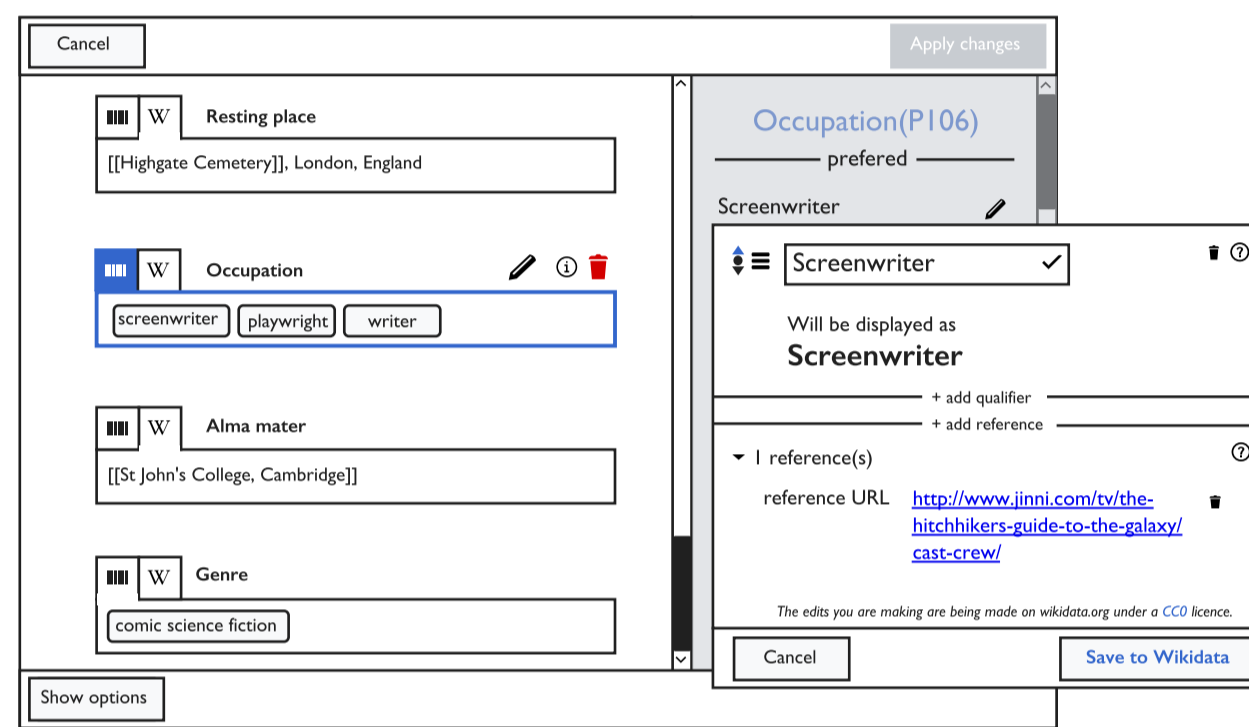 Cancel
Apply changes
W Resting place
[[Highgate Cemetery]], London, England
W Occupation
screenwriter playwright writer
W Alma mater
[[St John's College, Cambridge]]
W Genre
comic science fiction
Show options
Occupation(P106)
prefered
Screenwriter
Screenwriter
Will be displayed as
Screenwriter
+ add qualifier
+ add reference
1 reference(s)
reference URL http://www.jinni.com/tv/the-
hitchhikers-guide-to-the-galaxy/
cast-crew/
The edits you are making are being made on wikidata.org under a CC0 licence.
Cancel
Save to Wikidata